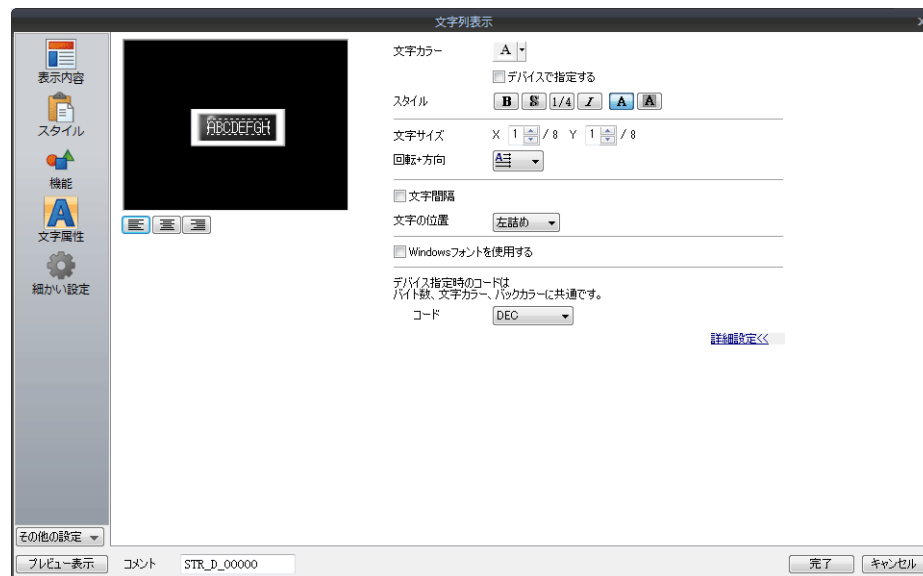 文字列表示
表示内容
スタイル
機能
文字属性
細かい設定
その他の設定
ABCDEFGH
文字カラー A
デバイスで指定する
スタイル B S 1/4 I A A
文字サイズ X 1 / 8 Y 1 / 8
回転+方向 A
文字間隔
文字の位置 左詰め
Windowsフォントを使用する
デバイス指定時のコードは
バイト数、文字カラー、バックカラーに共通です。
コード DEC
詳細設定<<
プレビュー表示 コメント STR_D_00000 完了 キャンセル